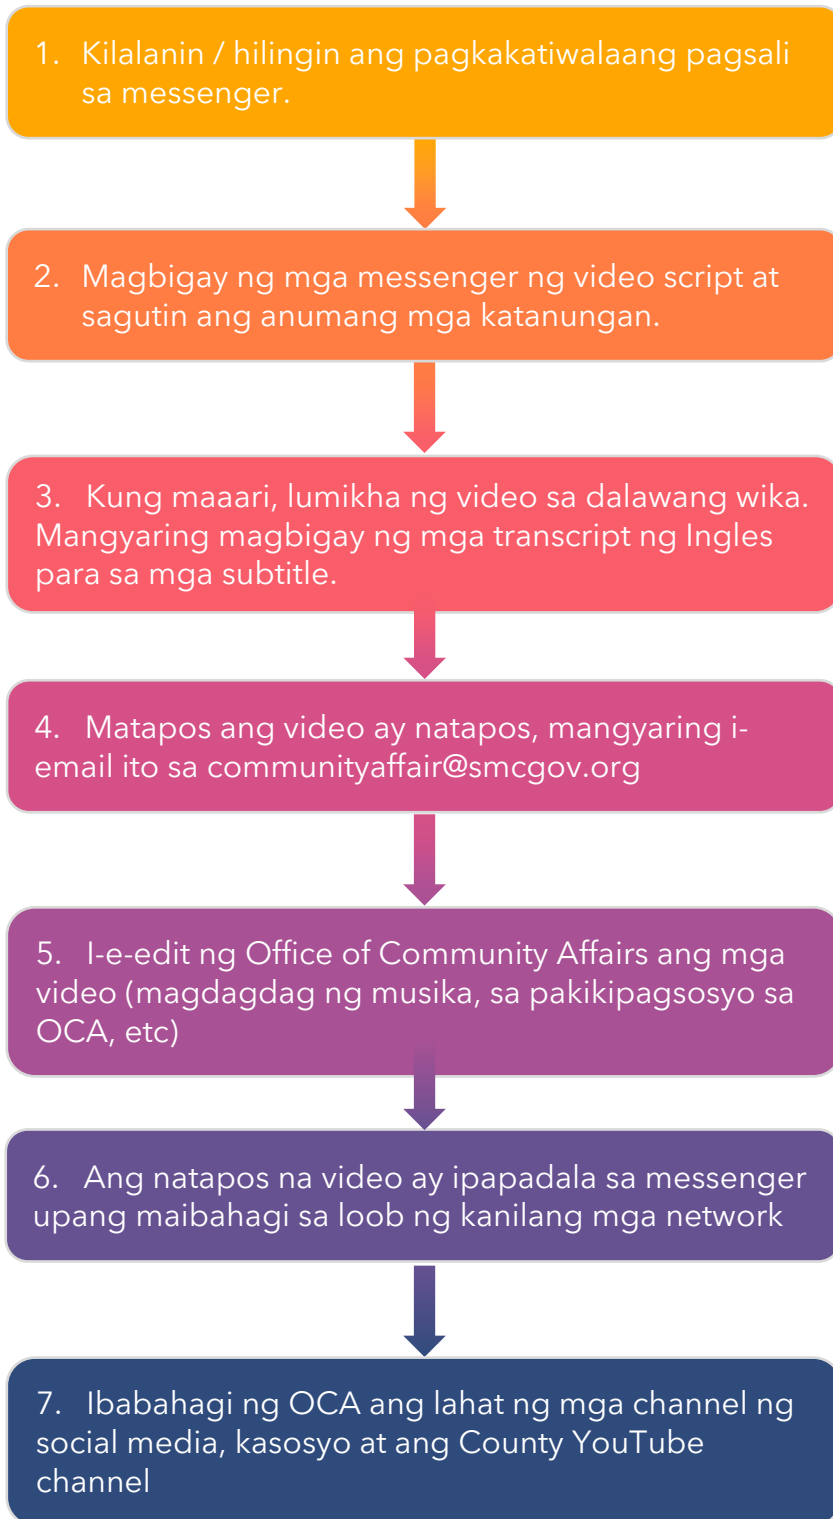 1. Kilalanin / hilingin ang pagkakatiwalaang pagsali
sa messenger.
2. Magbigay ng mga messenger ng video script at
sagutin ang anumang mga katanungan.
3. Kung maaari, lumikha ng video sa dalawang wika.
Mangyaring magbigay ng mga transcript ng Ingles
para sa mga subtitle.
4. Matapos ang video ay natapos, mangyaring i-
email ito sa communityaffair@smcgov.org
5. I-e-edit ng Office of Community Affairs ang mga
video (magdagdag ng musika, sa pakikipagsosyo sa
OCA, etc)
6. Ang natapos na video ay ipapadala sa messenger
upang maibahagi sa loob ng kanilang mga network
7. Ibabahagi ng OCA ang lahat ng mga channel ng
social media, kasosyo at ang County YouTube
channel